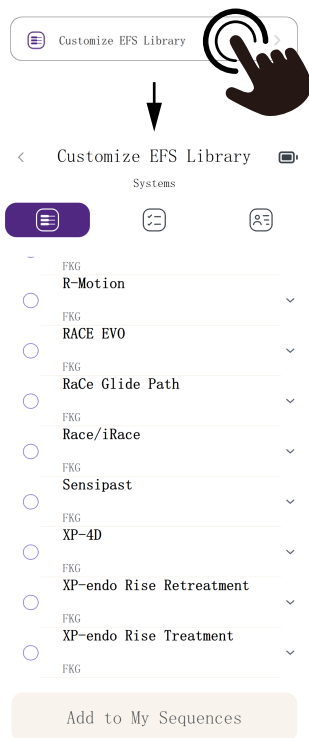 Customize EFS Library
Customize EFS Library
Systems
FKG
R-Motion
FKG
RACE EVO
FKG
RaCe Glide Path
FKG
Race/iRace
FKG
Sensipast
FKG
XP-4D
FKG
XP-endo Rise Retreatment
FKG
XP-endo Rise Treatment
FKG
Add to My Sequences